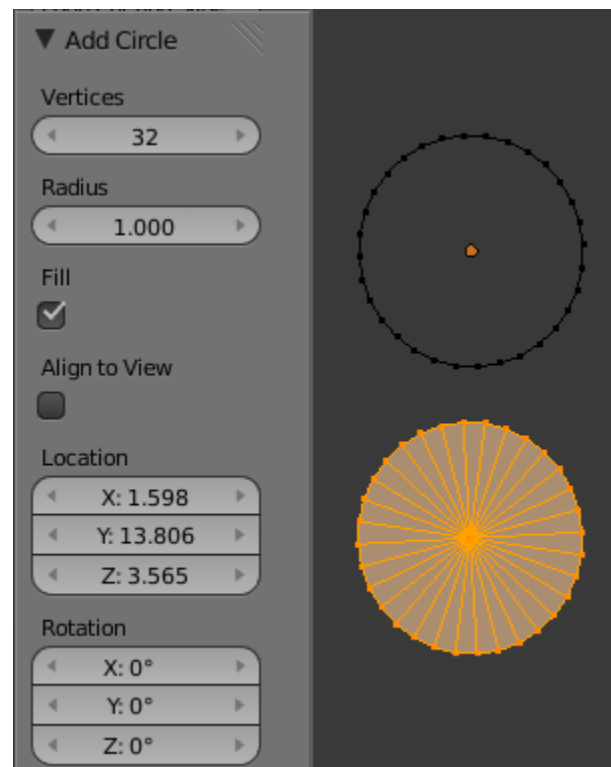 Add Circle
Vertices
32
Radius
1.000
Fill
Align to View
Location
X: 1.598
Y: 13.806
Z: 3.565
Rotation
X: 0°
Y: 0°
Z: 0°